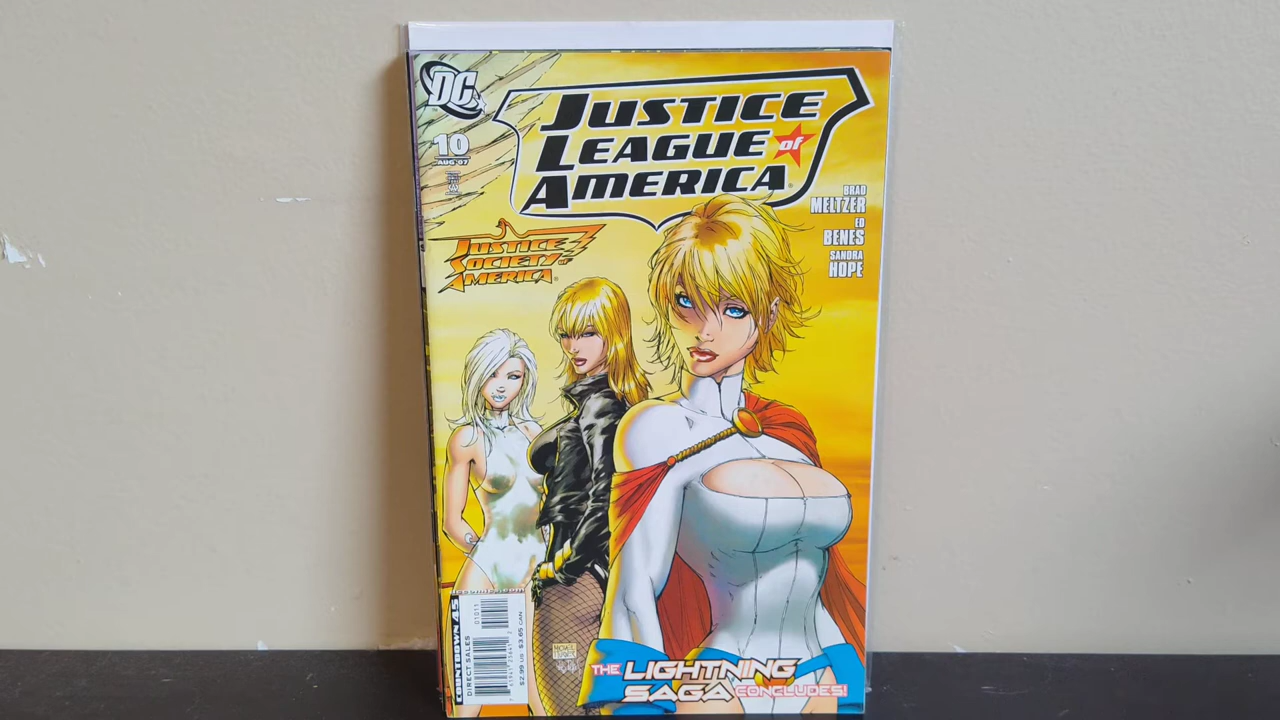 DC
10
AUG '07
JUSTICE
LEAGUE of
AMERICA
BRAD
MELTZER
ED
BENES
SANDRA
HOPE
JUSTICE
SOCIETY OF
AMERICA
COUNTDOWN 45
DIRECT SALES
01011
$2.99 US $3.65 CAN
THE LIGHTNING
SAGA CONCLUDES!